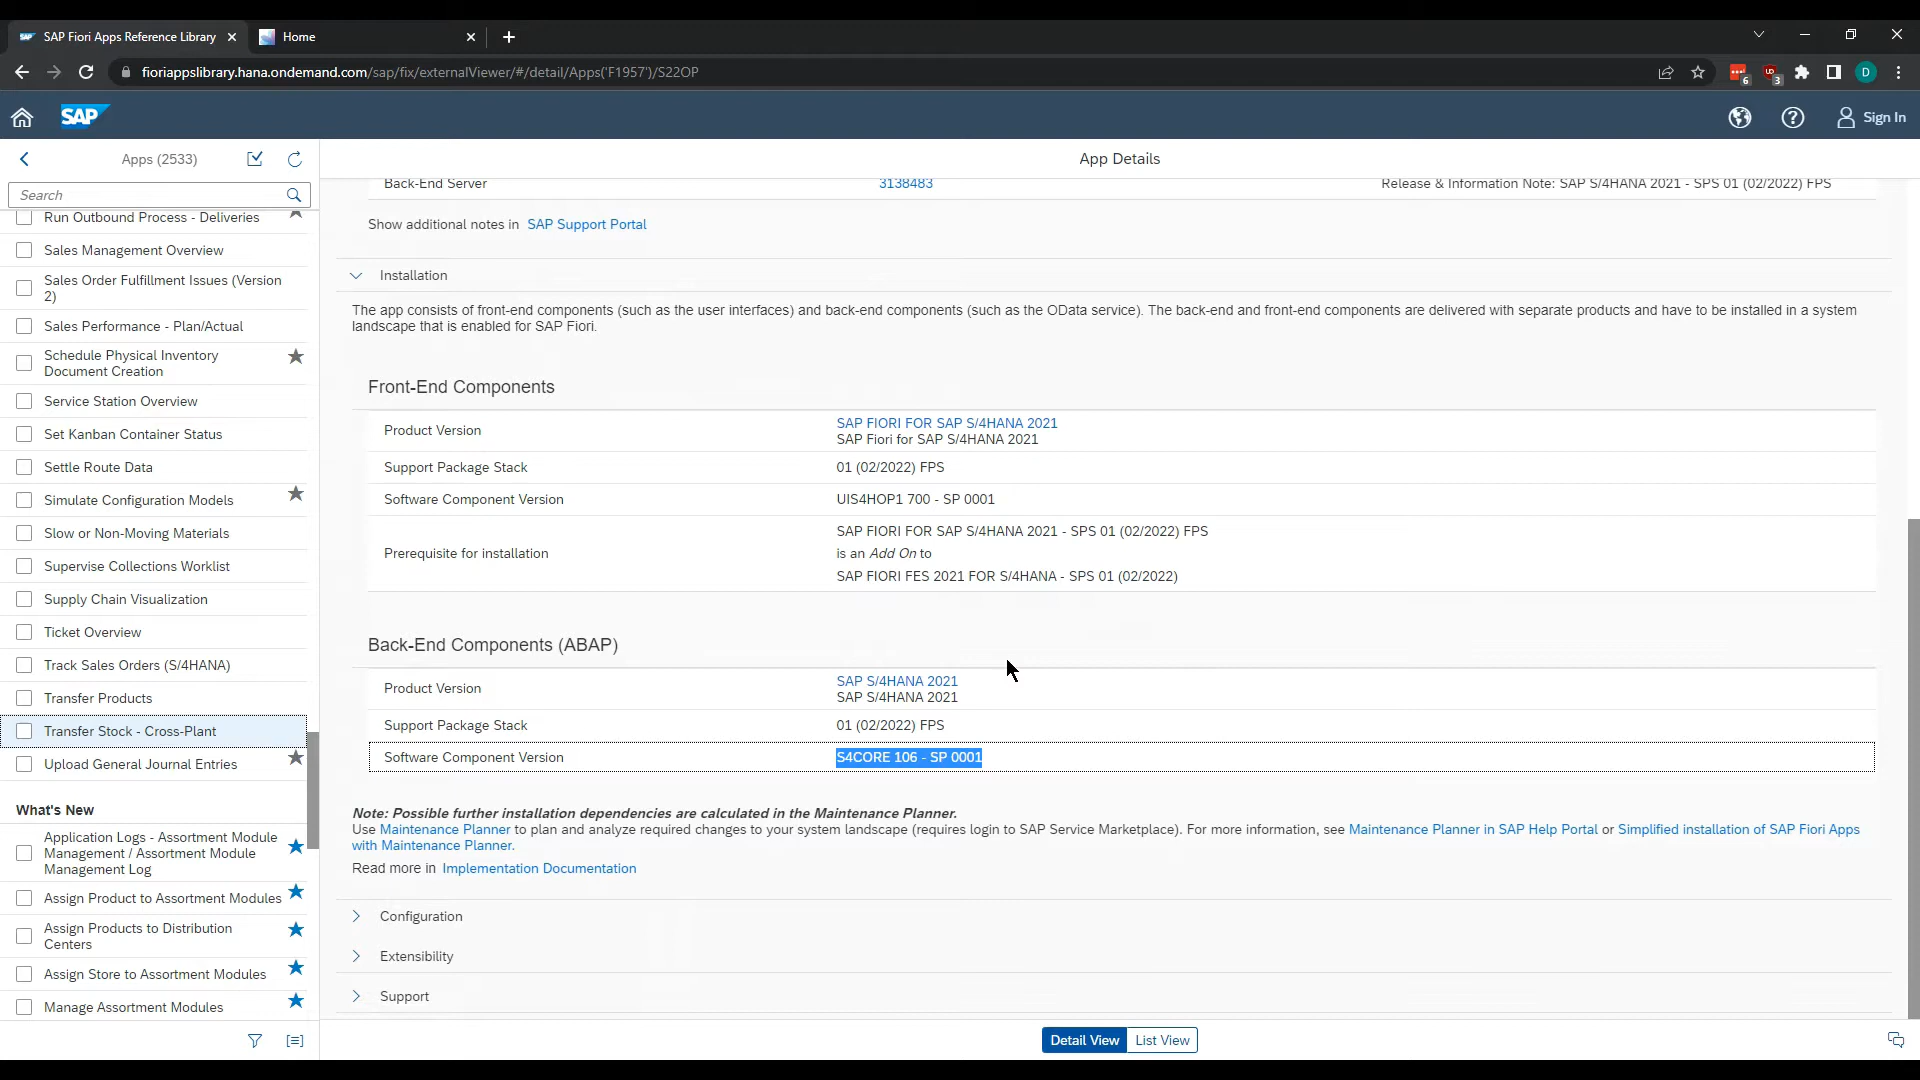 SAP Fiori Apps Reference Library
Home
fioriappslibrary.hana.ondemand.com/sap/fix/externalViewer/#/detail/Apps('F1957')/S22OP
6
3
D
SAP
Sign In
Apps (2533)
Search
Run Outbound Process - Deliveries
Sales Management Overview
Sales Order Fulfillment Issues (Version
2)
Sales Performance - Plan/Actual
Schedule Physical Inventory
Document Creation
Service Station Overview
Set Kanban Container Status
Settle Route Data
Simulate Configuration Models
Slow or Non-Moving Materials
Supervise Collections Worklist
Supply Chain Visualization
Ticket Overview
Track Sales Orders (S/4HANA)
Transfer Products
Transfer Stock - Cross-Plant
Upload General Journal Entries
What's New
Application Logs - Assortment Module
Management / Assortment Module
Management Log
Assign Product to Assortment Modules
Assign Products to Distribution
Centers
Assign Store to Assortment Modules
Manage Assortment Modules
App Details
Back-End Server 3138483 Release & Information Note: SAP S/4HANA 2021 - SPS 01 (02/2022) FPS
Show additional notes in SAP Support Portal
Installation
The app consists of front-end components (such as the user interfaces) and back-end components (such as the OData service). The back-end and front-end components are delivered with separate products and have to be installed in a system
landscape that is enabled for SAP Fiori.
Front-End Components
Product Version
SAP FIORI FOR SAP S/4HANA 2021
SAP Fiori for SAP S/4HANA 2021
Support Package Stack 01 (02/2022) FPS
Software Component Version UIS4HOP1 700 - SP 0001
Prerequisite for installation
SAP FIORI FOR SAP S/4HANA 2021 - SPS 01 (02/2022) FPS
is an Add On to
SAP FIORI FES 2021 FOR S/4HANA - SPS 01 (02/2022)
Back-End Components (ABAP)
Product Version
SAP S/4HANA 2021
SAP S/4HANA 2021
Support Package Stack 01 (02/2022) FPS
Software Component Version S4CORE 106 - SP 0001
Note: Possible further installation dependencies are calculated in the Maintenance Planner.
Use Maintenance Planner to plan and analyze required changes to your system landscape (requires login to SAP Service Marketplace). For more information, see Maintenance Planner in SAP Help Portal or Simplified installation of SAP Fiori Apps
with Maintenance Planner.
Read more in Implementation Documentation
Configuration
Extensibility
Support
Detail View List View